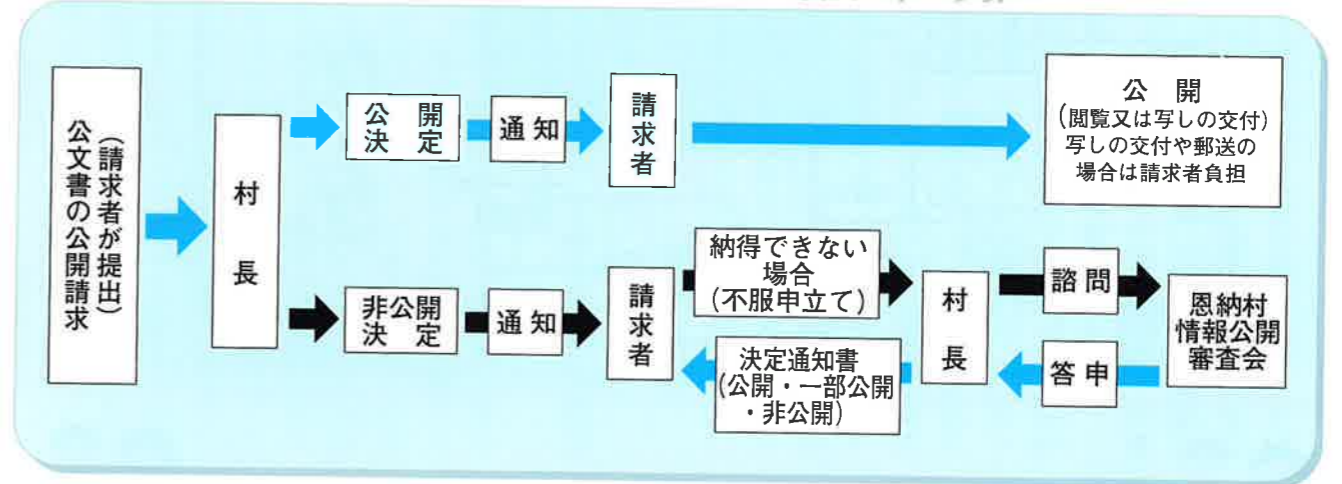 公文書の公開請求
（請求者が提出）
村長
公開
決定
通知
請求者
公開
（閲覧又は写しの交付）
写しの交付や郵送の
場合は請求者負担
非公開
決定
通知
請求者
納得できない
場合
（不服申立て）
村長
諮問
恩納村
情報公開
審査会
答申
決定通知書
（公開・一部公開
・非公開）